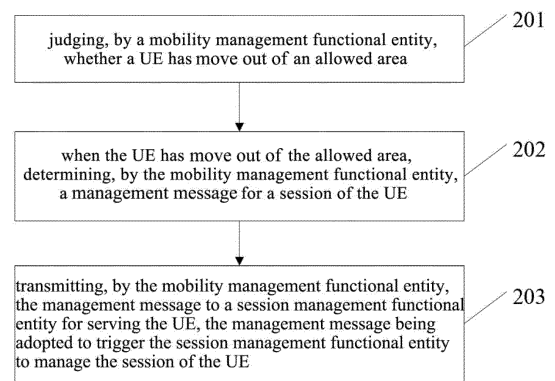 201
judging, by a mobility management functional entity,
whether a UE has move out of an allowed area
202
when the UE has move out of the allowed area,
determining, by the mobility management functional entity,
a management message for a session of the UE
203
transmitting, by the mobility management functional entity,
the management message to a session management functional
entity for serving the UE, the management message being
adopted to trigger the session management functional entity
to manage the session of the UE